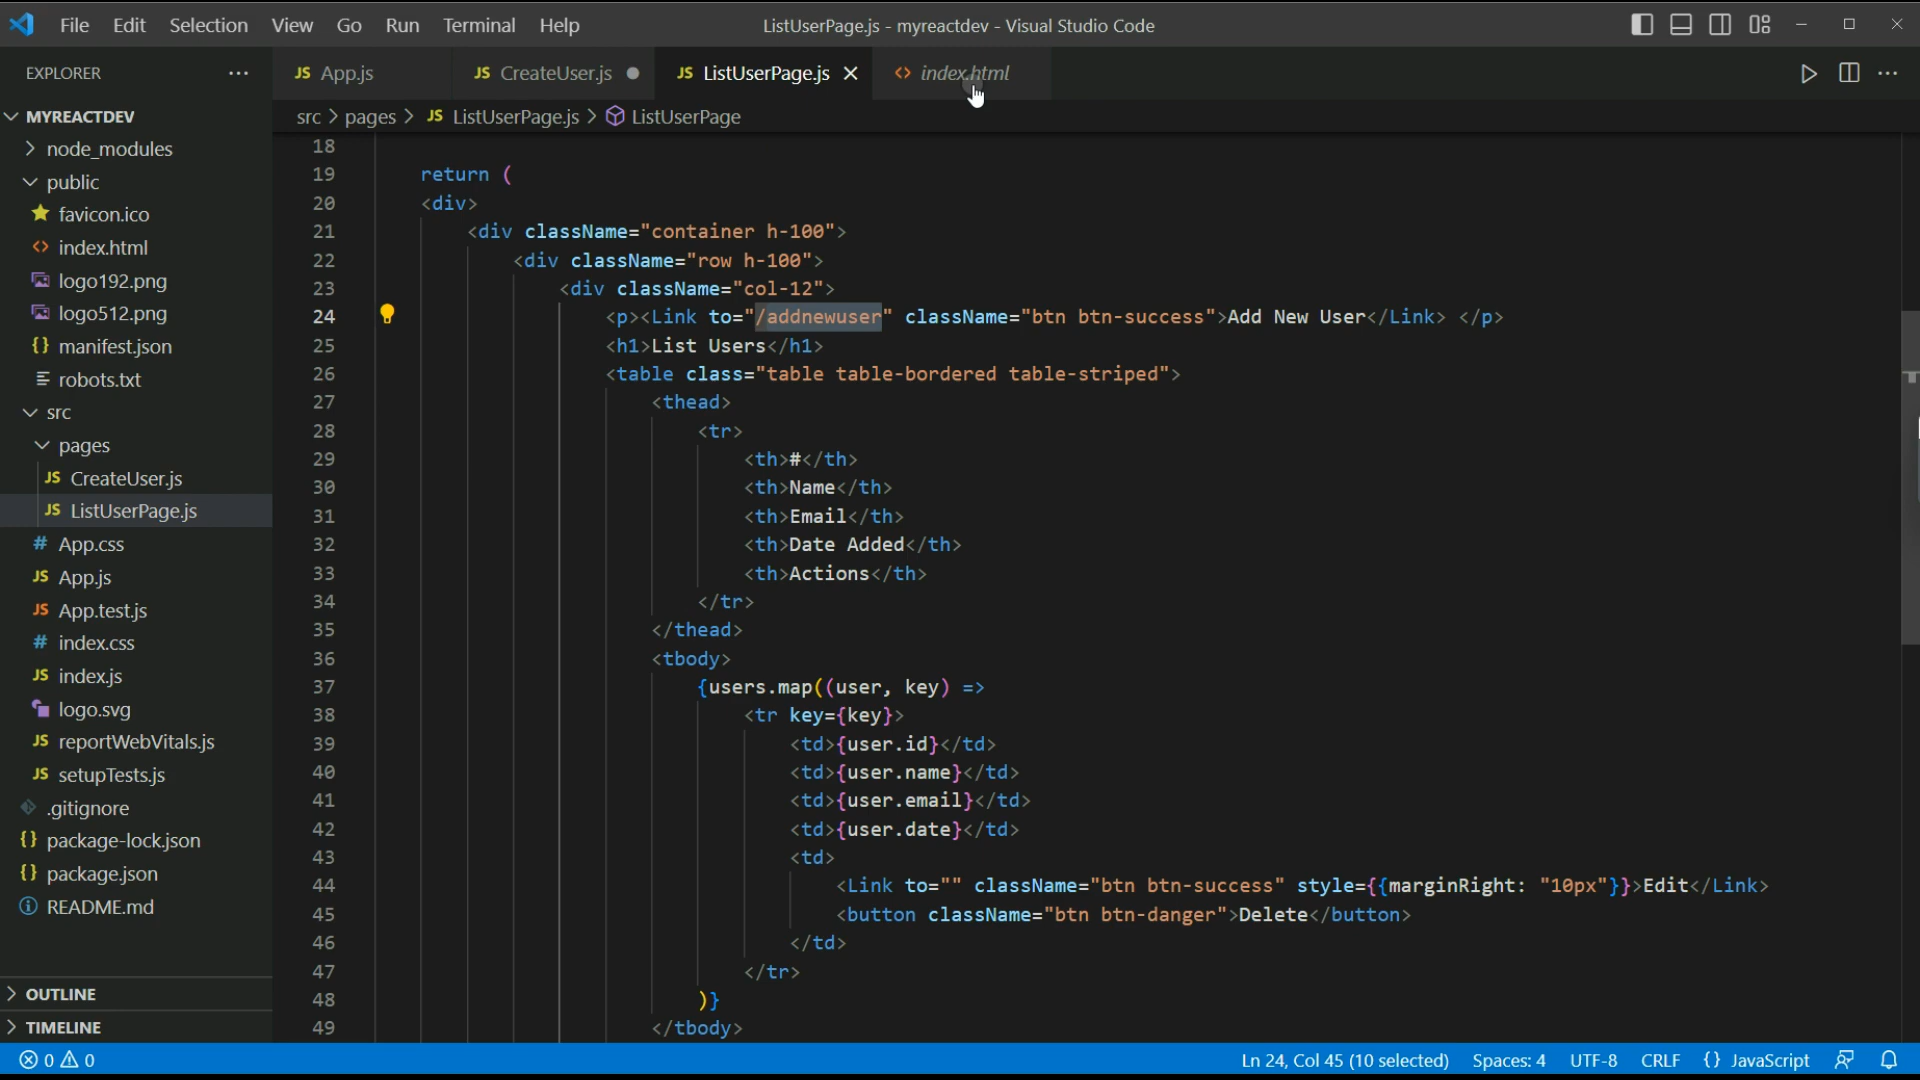 File Edit Selection View Go Run Terminal Help ListUserPage.js - myreactdev - Visual Studio Code
EXPLORER
JS App.js JS CreateUser.js JS ListUserPage.js index.html
src > pages > JS ListUserPage.js > ListUserPage
MYREACTDEV
node_modules
public
favicon.ico
index.html
logo192.png
logo512.png
{} manifest.json
robots.txt
src
pages
JS CreateUser.js
JS ListUserPage.js
# App.css
JS App.js
JS App.test.js
# index.css
JS index.js
logo.svg
JS reportWebVitals.js
JS setupTests.js
.gitignore
{} package-lock.json
{} package.json
README.md
OUTLINE
TIMELINE
18
19 return (
20 <div>
21 <div className="container h-100">
22 <div className="row h-100">
23 <div className="col-12">
24 <p><Link to="/addnewuser" className="btn btn-success">Add New User</Link> </p>
25 <h1>List Users</h1>
26 <table class="table table-bordered table-striped">
27 <thead>
28 <tr>
29 <th>#</th>
30 <th>Name</th>
31 <th>Email</th>
32 <th>Date Added</th>
33 <th>Actions</th>
34 </tr>
35 </thead>
36 <tbody>
37 {users.map((user, key) =>
38 <tr key={key}>
39 <td>{user.id}</td>
40 <td>{user.name}</td>
41 <td>{user.email}</td>
42 <td>{user.date}</td>
43 <td>
44 <Link to="" className="btn btn-success" style={{marginRight: "10px"}}>Edit</Link>
45 <button className="btn btn-danger">Delete</button>
46 </td>
47 </tr>
48 )}
49 </tbody>
0 0 Ln 24, Col 45 (10 selected) Spaces: 4 UTF-8 CRLF {} JavaScript